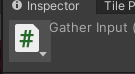 Inspector
Tile P
#
Gather Input (